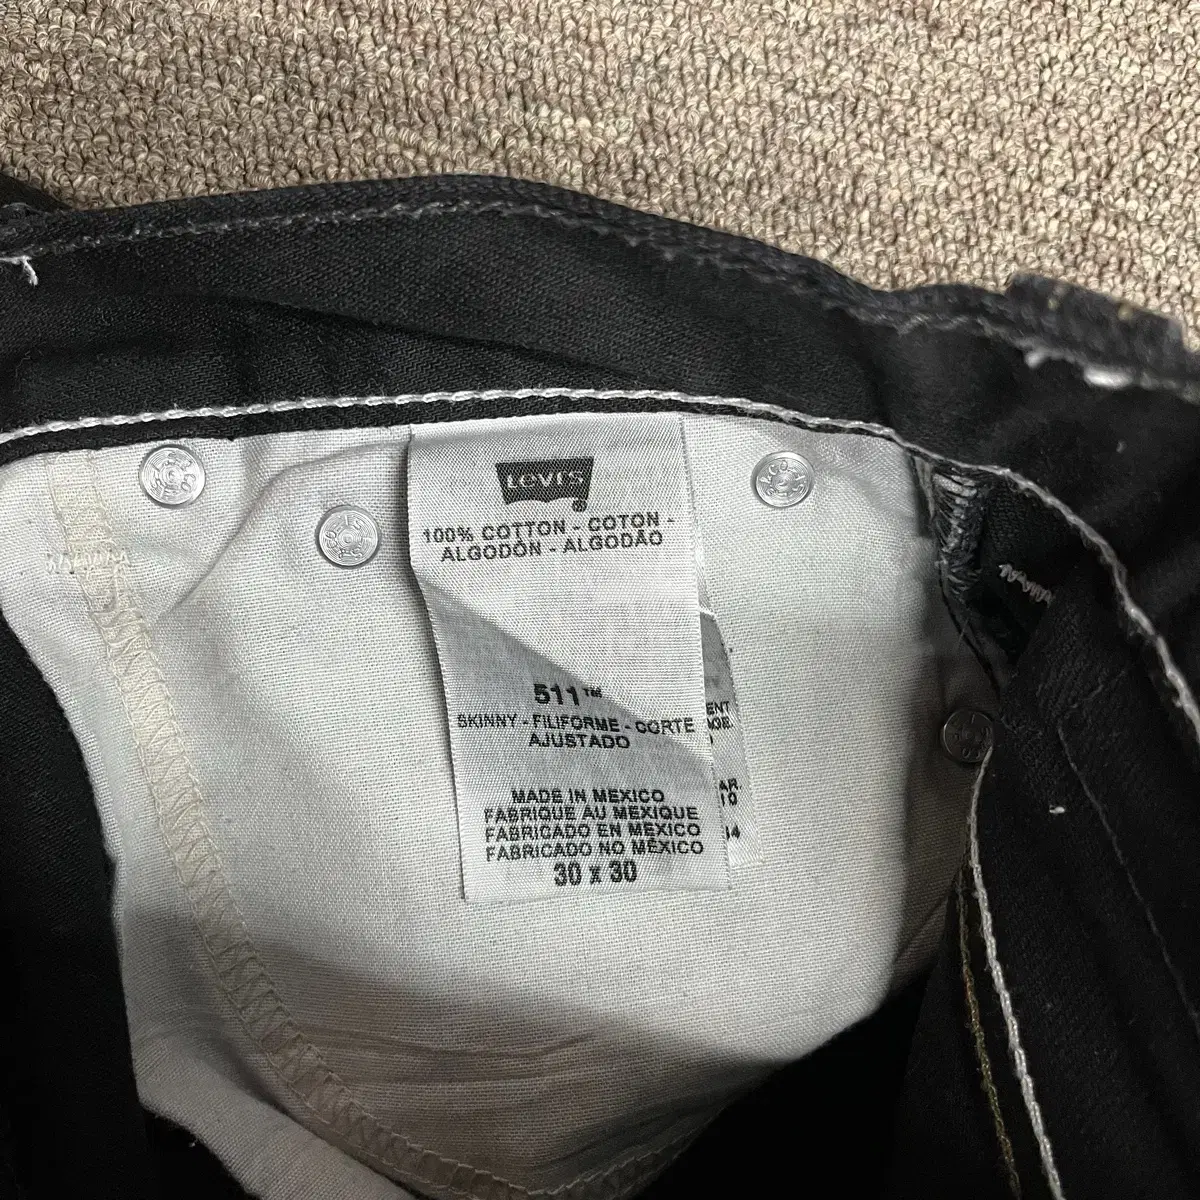 Levi's
®
100% COTTON - COTON -
ALGODÓN - ALGODÃO
511™
SKINNY - FILIFORME - CORTE
AJUSTADO
MADE IN MEXICO
FABRIQUE AU MEXIQUE
FABRICADO EN MEXICO
FABRICADO NO MÉXICO
30 x 30